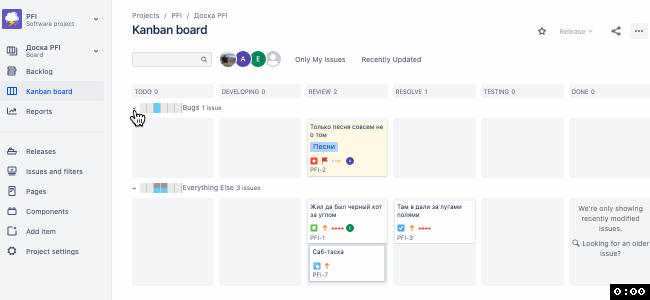 PFI
Software project
Доска PFI
Board
Backlog
Kanban board
Reports
Releases
Issues and filters
Pages
Components
Add item
Project settings
Projects / PFI / Доска PFI
Kanban board
Release
A E
Only My Issues
Recently Updated
TODO 0
DEVELOPING 0
REVIEW 2
RESOLVE 1
TESTING 0
DONE 0
Bugs 1 issue
Только песня совсем не
о том
Песни
PFI-2
Everything Else 3 issues
Жил да был черный кот
за углом
PFI-1
Саб-таска
PFI-7
Там в дали за лугами
полями
PFI-3
We're only showing
recently modified
issues.
Looking for an older
issue?
0:00